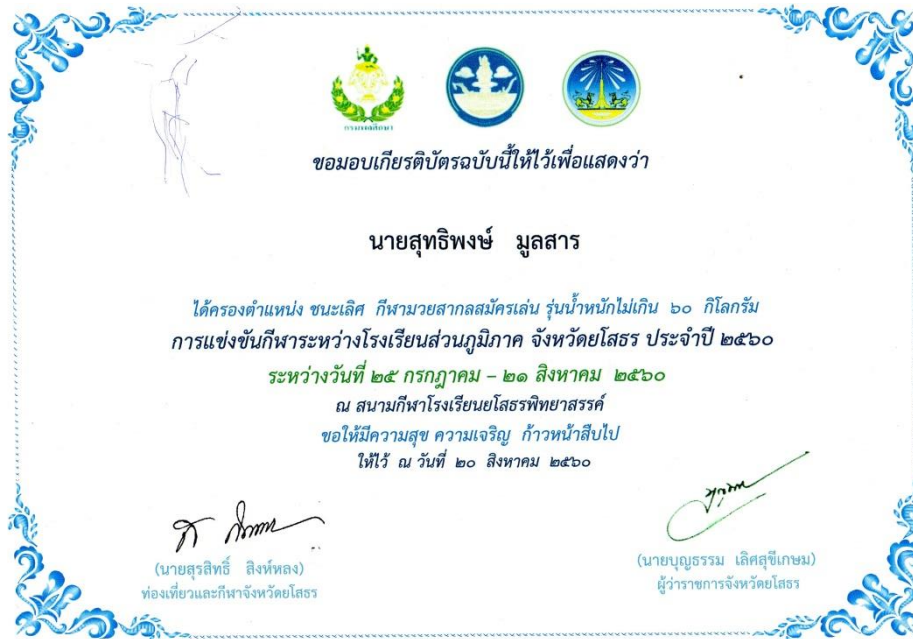 กรมพลศึกษา
ขอมอบเกียรติบัตรฉบับนี้ให้ไว้เพื่อแสดงว่า
นายสุทธิพงษ์ มูลสาร
ได้ครองตำแหน่ง ชนะเลิศ กีฬามวยสากลสมัครเล่น รุ่นน้ำหนักไม่เกิน ๖๐ กิโลกรัม
การแข่งขันกีฬาระหว่างโรงเรียนส่วนภูมิภาค จังหวัดยโสธร ประจำปี ๒๕๖๐
ระหว่างวันที่ ๒๕ กรกฎาคม – ๒๑ สิงหาคม ๒๕๖๐
ณ สนามกีฬาโรงเรียนยโสธรพิทยาสรรค์
ขอให้มีความสุข ความเจริญ ก้าวหน้าสืบไป
ให้ไว้ ณ วันที่ ๒๐ สิงหาคม ๒๕๖๐
(นายสุรสิทธิ์ สิงห์หลง)
ท่องเที่ยวและกีฬาจังหวัดยโสธร
(นายบุญธรรม เลิศสุขีเกษม)
ผู้ว่าราชการจังหวัดยโสธร